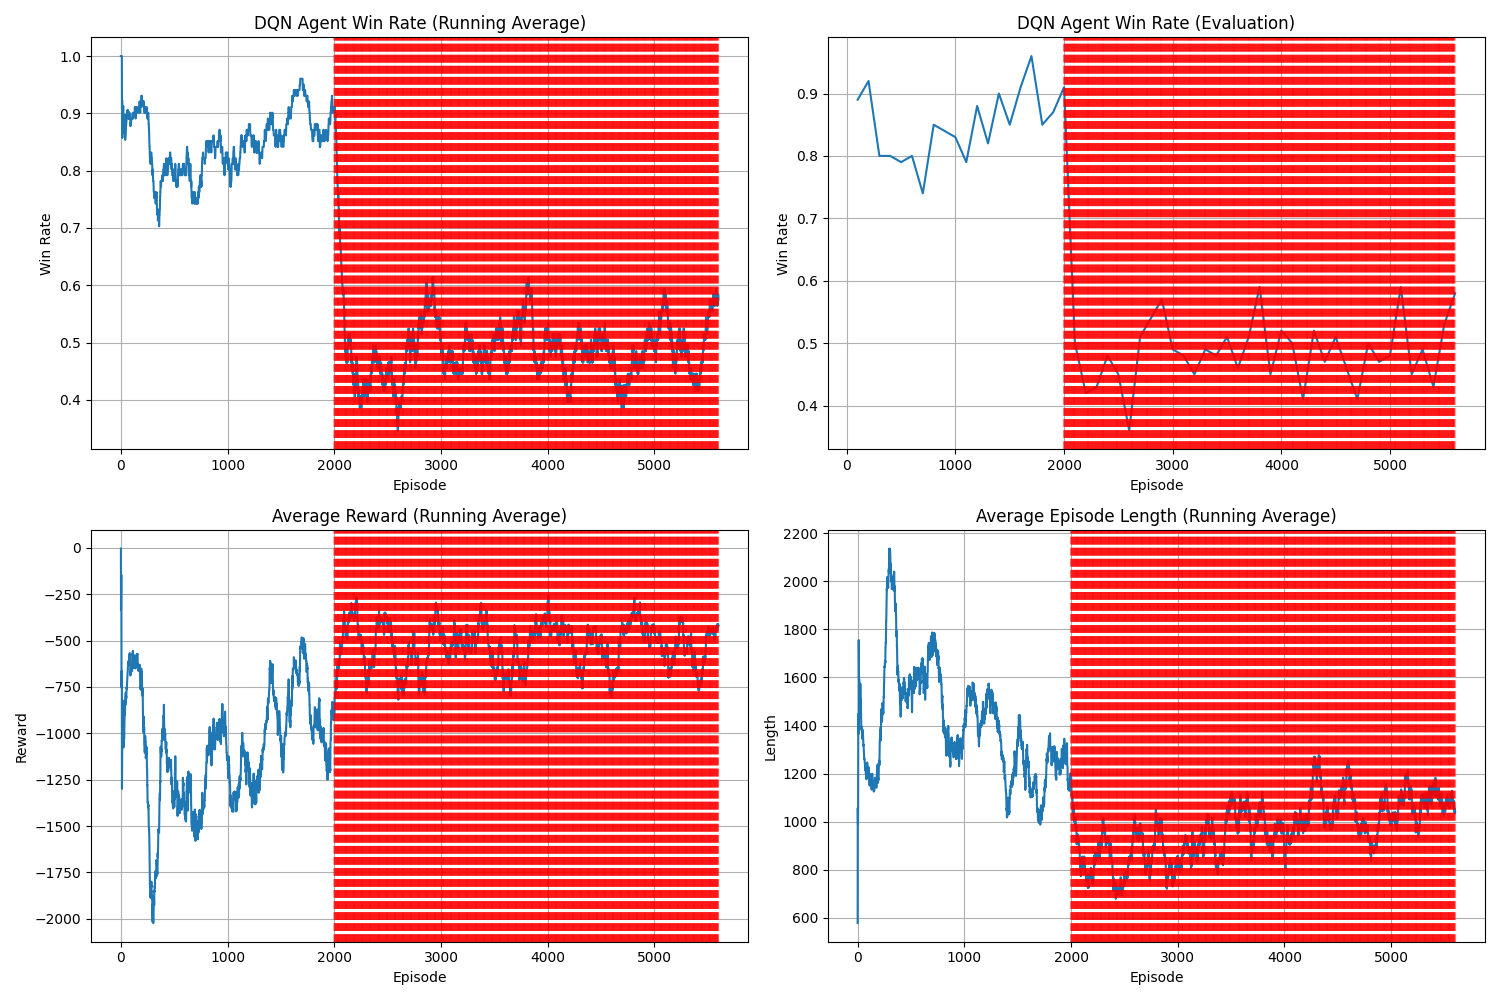 DQN Agent Win Rate (Running Average)
1.0
0.9
0.8
0.7
0.6
0.5
0.4
Win Rate
0 1000 2000 3000 4000 5000
Episode
DQN Agent Win Rate (Evaluation)
0.9
0.8
0.7
0.6
0.5
0.4
Win Rate
0 1000 2000 3000 4000 5000
Episode
Average Reward (Running Average)
0
−250
−500
−750
−1000
−1250
−1500
−1750
−2000
Reward
0 1000 2000 3000 4000 5000
Episode
Average Episode Length (Running Average)
2200
2000
1800
1600
1400
1200
1000
800
600
Length
0 1000 2000 3000 4000 5000
Episode